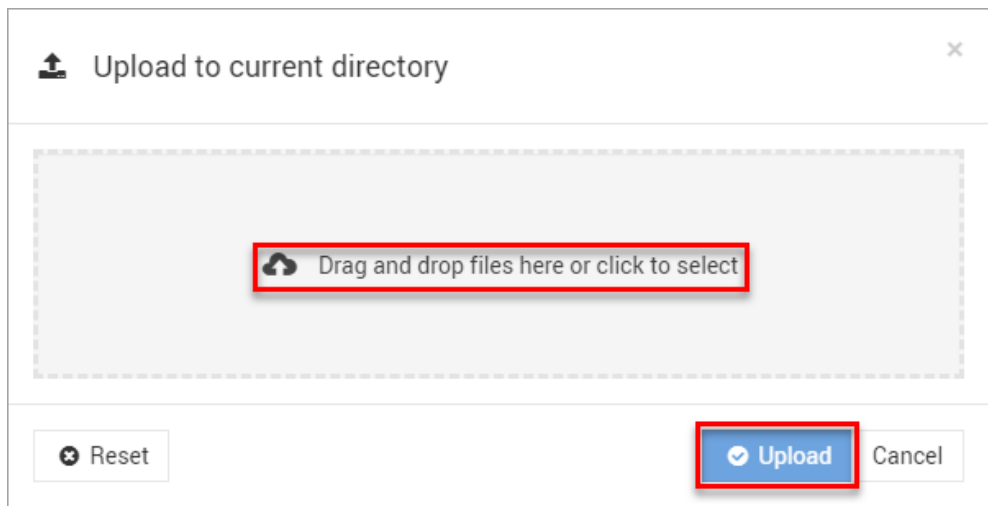 Upload to current directory
Drag and drop files here or click to select
Reset
Upload
Cancel